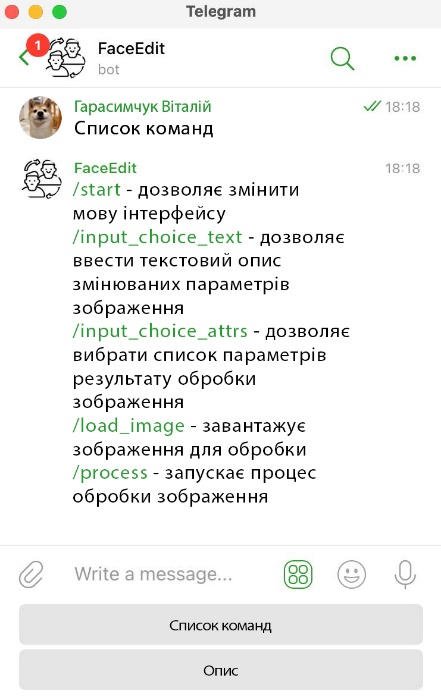 Telegram
1
FaceEdit
bot
Гарасимчук Віталій
18:18
Список команд
FaceEdit
18:18
/start - дозволяє змінити
мову інтерфейсу
/input_choice_text - дозволяє
ввести текстовий опис
змінюваних параметрів
зображення
/input_choice_attrs - дозволяє
вибрати список параметрів
результату обробки
зображення
/load_image - завантажує
зображення для обробки
/process - запускає процес
обробки зображення
Write a message...
Список команд
Опис